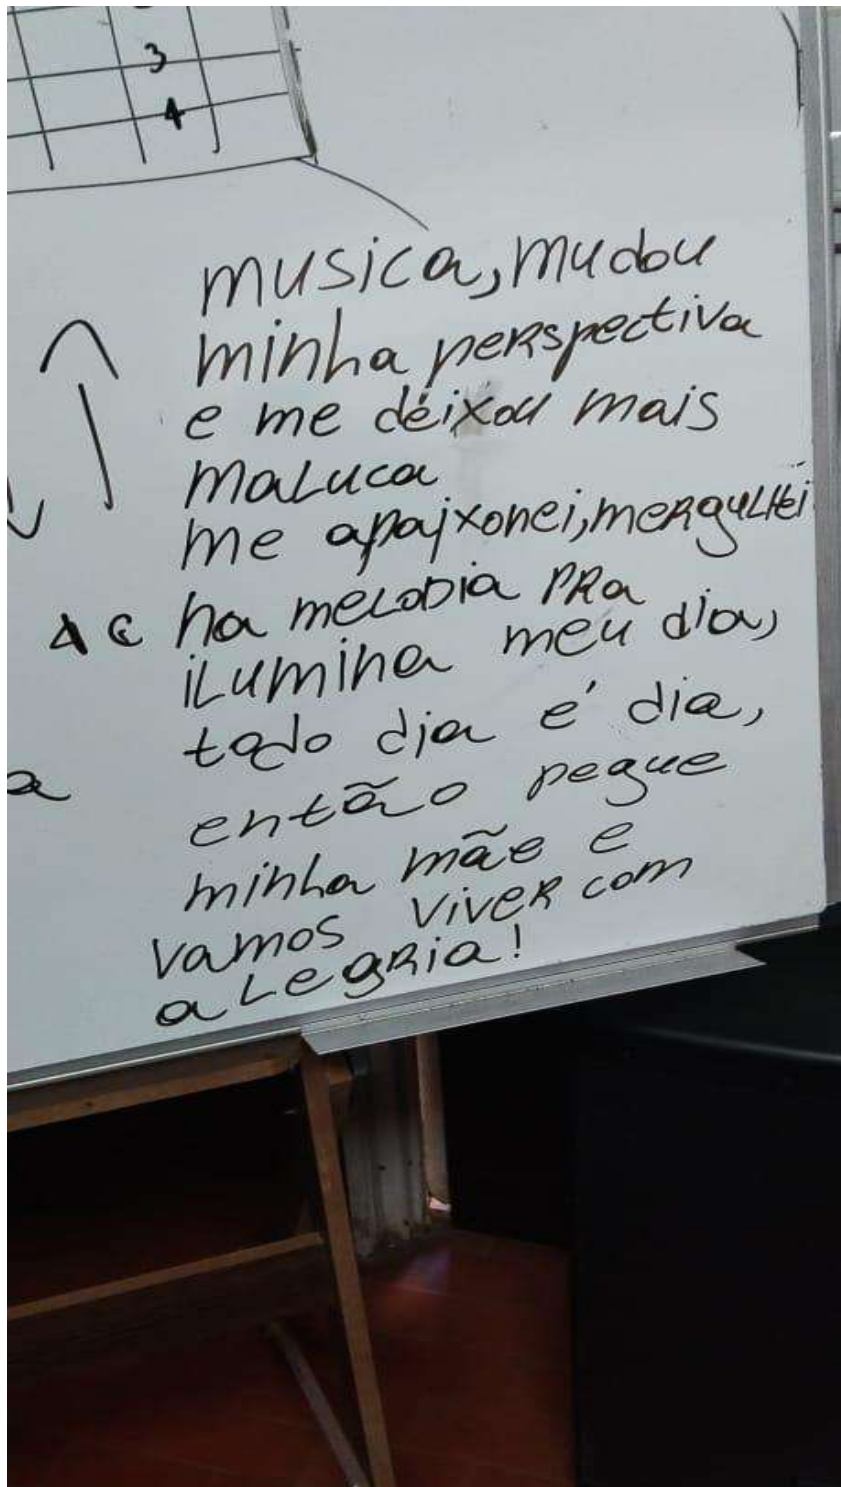 3
4
musica, mudou
minha perspectiva
e me deixou mais
maluca
me apaixonei, mergulhei
na melodia pra
ilumina meu dia,
todo dia é dia,
então pegue
minha mãe e
vamos viver com
alegria!
a